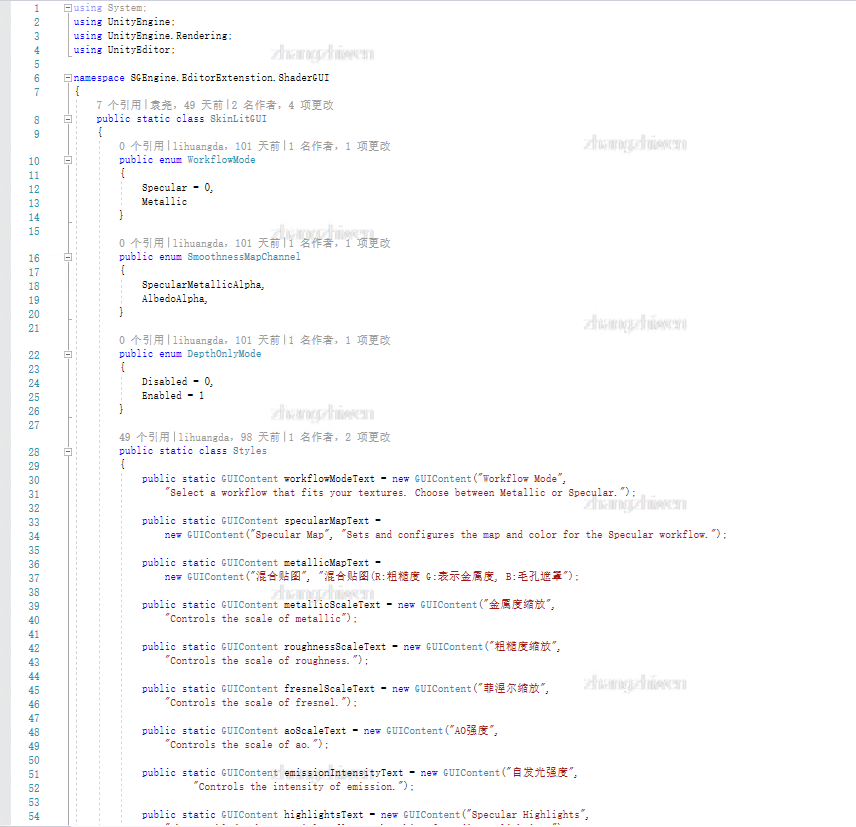 1 using System;
2 using UnityEngine;
3 using UnityEngine.Rendering;
4 using UnityEditor;
5
6 namespace SGEngine.EditorExtenstion.ShaderGUI
7 {
7 个引用|袁尧, 49 天前|2 名作者, 4 项更改
8 public static class SkinLitGUI
9 {
0 个引用|lihuangda, 101 天前|1 名作者, 1 项更改
10 public enum WorkflowMode
11 {
12 Specular = 0,
13 Metallic
14 }
15
0 个引用|lihuangda, 101 天前|1 名作者, 1 项更改
16 public enum SmoothnessMapChannel
17 {
18 SpecularMetallicAlpha,
19 AlbedoAlpha,
20 }
21
0 个引用|lihuangda, 101 天前|1 名作者, 1 项更改
22 public enum DepthOnlyMode
23 {
24 Disabled = 0,
25 Enabled = 1
26 }
27
49 个引用|lihuangda, 98 天前|1 名作者, 2 项更改
28 public static class Styles
29 {
30 public static GUIContent workflowModeText = new GUIContent("Workflow Mode",
31 "Select a workflow that fits your textures. Choose between Metallic or Specular.");
32
33 public static GUIContent specularMapText =
34 new GUIContent("Specular Map", "Sets and configures the map and color for the Specular workflow.");
35
36 public static GUIContent metallicMapText =
37 new GUIContent("混合贴图", "混合贴图(R:粗糙度 G:表示金属度, B:毛孔遮罩");
38
39 public static GUIContent metallicScaleText = new GUIContent("金属度缩放",
40 "Controls the scale of metallic");
41
42 public static GUIContent roughnessScaleText = new GUIContent("粗糙度缩放",
43 "Controls the scale of roughness.");
44
45 public static GUIContent fresnelScaleText = new GUIContent("菲涅尔缩放",
46 "Controls the scale of fresnel.");
47
48 public static GUIContent aoScaleText = new GUIContent("AO强度",
49 "Controls the scale of ao.");
50
51 public static GUIContent emissionIntensityText = new GUIContent("自发光强度",
52 "Controls the intensity of emission.");
53
54 public static GUIContent highlightsText = new GUIContent("Specular Highlights",
zhangzhiwen
zhangzhiwen
zhangzhiwen
zhangzhiwen
zhangzhiwen
zhangzhiwen
zhangzhiwen
zhangzhiwen
zhangzhiwen